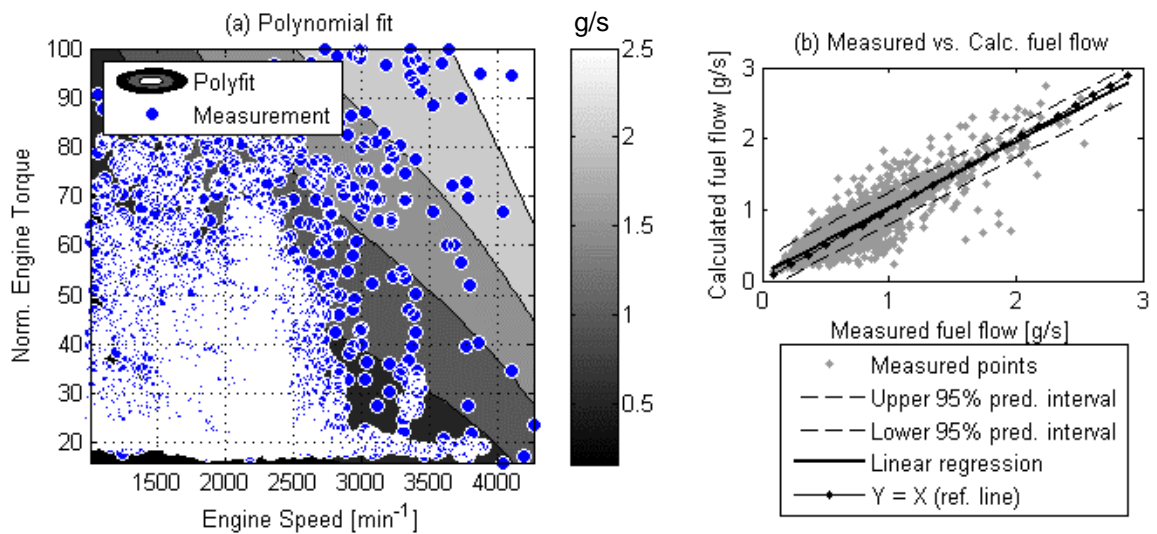 (a) Polynomial fit
g/s
100
90
80
70
60
50
40
30
20
Norm. Engine Torque
Polyfit
Measurement
1500 2000 2500 3000 3500 4000
Engine Speed [min⁻¹]
2.5
2
1.5
1
0.5
(b) Measured vs. Calc. fuel flow
3
2
1
0
Calculated fuel flow [g/s]
0 1 2 3
Measured fuel flow [g/s]
Measured points
Upper 95% pred. interval
Lower 95% pred. interval
Linear regression
Y = X (ref. line)